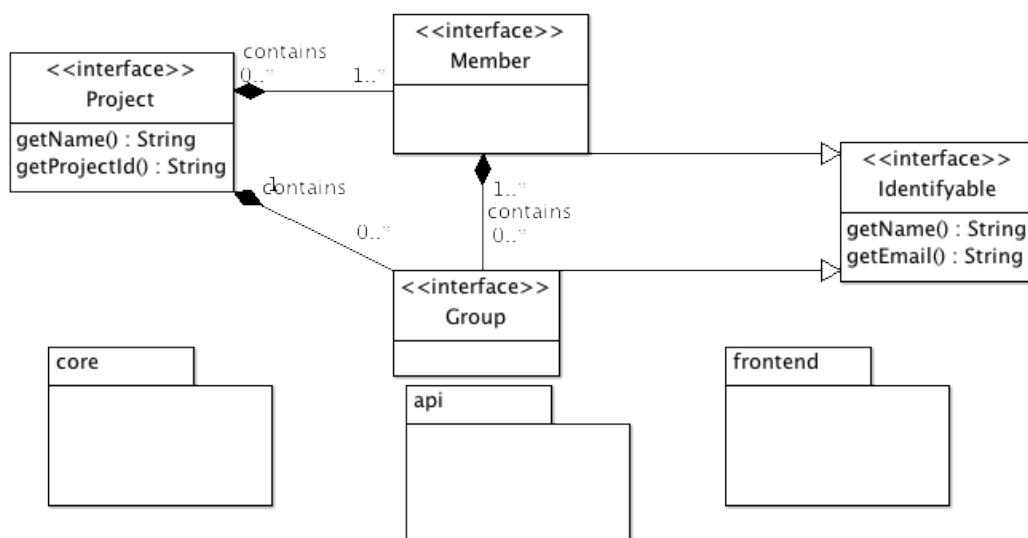 <<interface>>
Project
getName() : String
getProjectId() : String
contains
0..*
1..*
<<interface>>
Member
1
contains
0..*
1..*
contains
0..*
<<interface>>
Identifyable
getName() : String
getEmail() : String
<<interface>>
Group
core
api
frontend